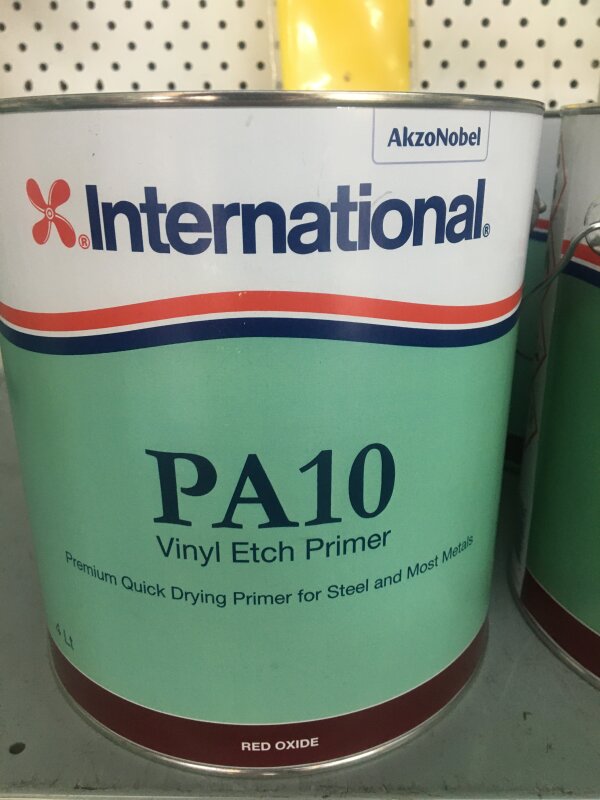 AkzoNobel
International®
PA10
Vinyl Etch Primer
Premium Quick Drying Primer for Steel and Most Metals
4 Lt
RED OXIDE